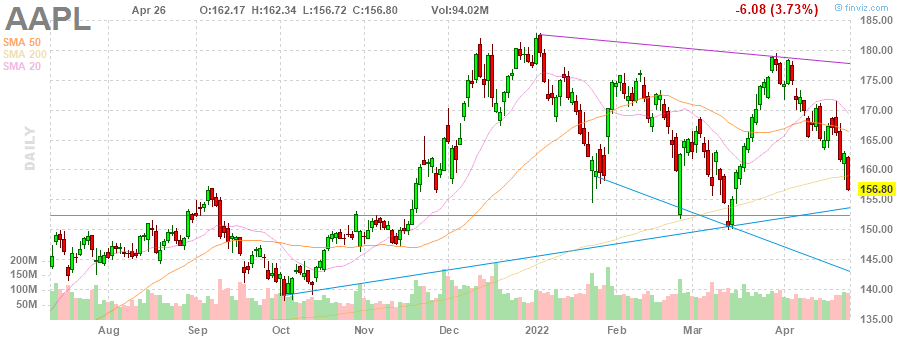 AAPL Apr 26 O:162.17 H:162.34 L:156.72 C:156.80 Vol:94.02M -6.08 (3.73%) © finviz.com
SMA 50
SMA 200
SMA 20
DAILY
185.00
180.00
175.00
170.00
165.00
160.00
156.80
155.00
150.00
145.00
140.00
135.00
200M
150M
100M
50M
Aug Sep Oct Nov Dec 2022 Feb Mar Apr